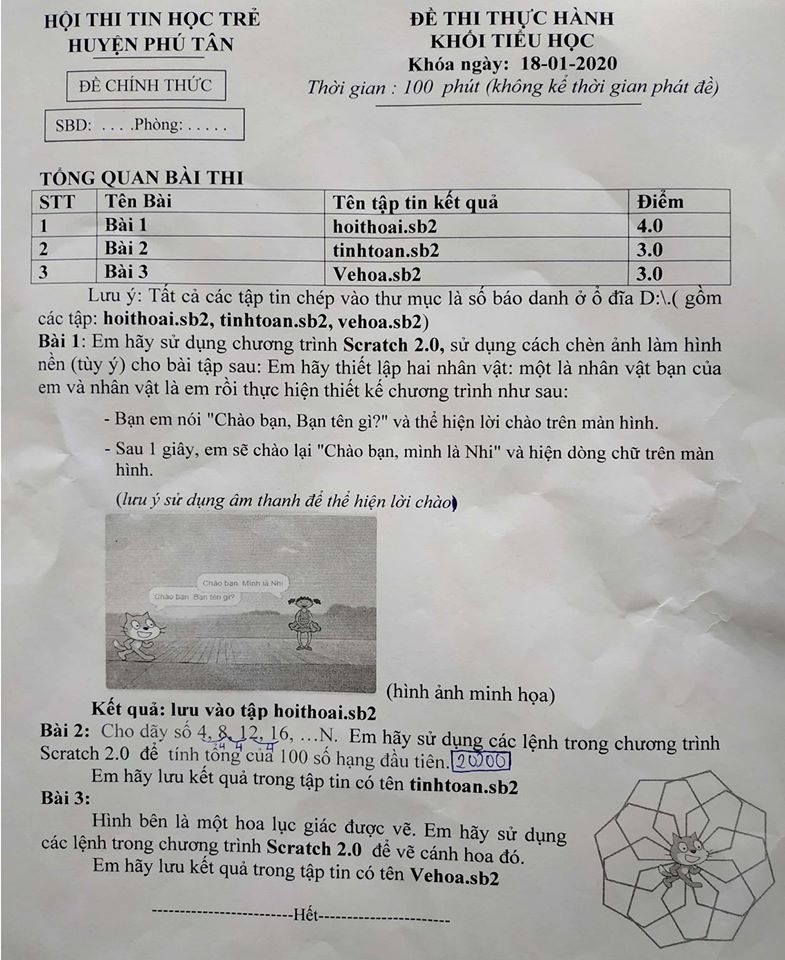 HỘI THI TIN HỌC TRẺ
HUYỆN PHÚ TÂN
ĐỀ CHÍNH THỨC
SBD: . . . .Phòng: . . . . .
ĐỀ THI THỰC HÀNH
KHỐI TIỂU HỌC
Khóa ngày: 18-01-2020
Thời gian : 100 phút (không kể thời gian phát đề)
TỔNG QUAN BÀI THI
STT Tên Bài Tên tập tin kết quả Điểm
1 Bài 1 hoithoai.sb2 4.0
2 Bài 2 tinhtoan.sb2 3.0
3 Bài 3 Vehoa.sb2 3.0
Lưu ý: Tất cả các tập tin chép vào thư mục là số báo danh ở ổ đĩa D:\.( gồm
các tập: hoithoai.sb2, tinhtoan.sb2, vehoa.sb2)
Bài 1: Em hãy sử dụng chương trình Scratch 2.0, sử dụng cách chèn ảnh làm hình
nền (tùy ý) cho bài tập sau: Em hãy thiết lập hai nhân vật: một là nhân vật bạn của
em và nhân vật là em rồi thực hiện thiết kế chương trình như sau:
- Bạn em nói "Chào bạn, Bạn tên gì?" và thể hiện lời chào trên màn hình.
- Sau 1 giây, em sẽ chào lại "Chào bạn, mình là Nhi" và hiện dòng chữ trên màn
hình.
(lưu ý sử dụng âm thanh để thể hiện lời chào)
Chào bạn. Mình là Nhi
Chào bạn. Bạn tên gì?
(hình ảnh minh họa)
Kết quả: lưu vào tập hoithoai.sb2
Bài 2: Cho dãy số 4, 8, 12, 16, …N. Em hãy sử dụng các lệnh trong chương trình
4 4
Scratch 2.0 để tính tổng của 100 số hạng đầu tiên. 20200
Em hãy lưu kết quả trong tập tin có tên tinhtoan.sb2
Bài 3:
Hình bên là một hoa lục giác được vẽ. Em hãy sử dụng
các lệnh trong chương trình Scratch 2.0 để vẽ cánh hoa đó.
Em hãy lưu kết quả trong tập tin có tên Vehoa.sb2
-------------------------Hết-----------------------